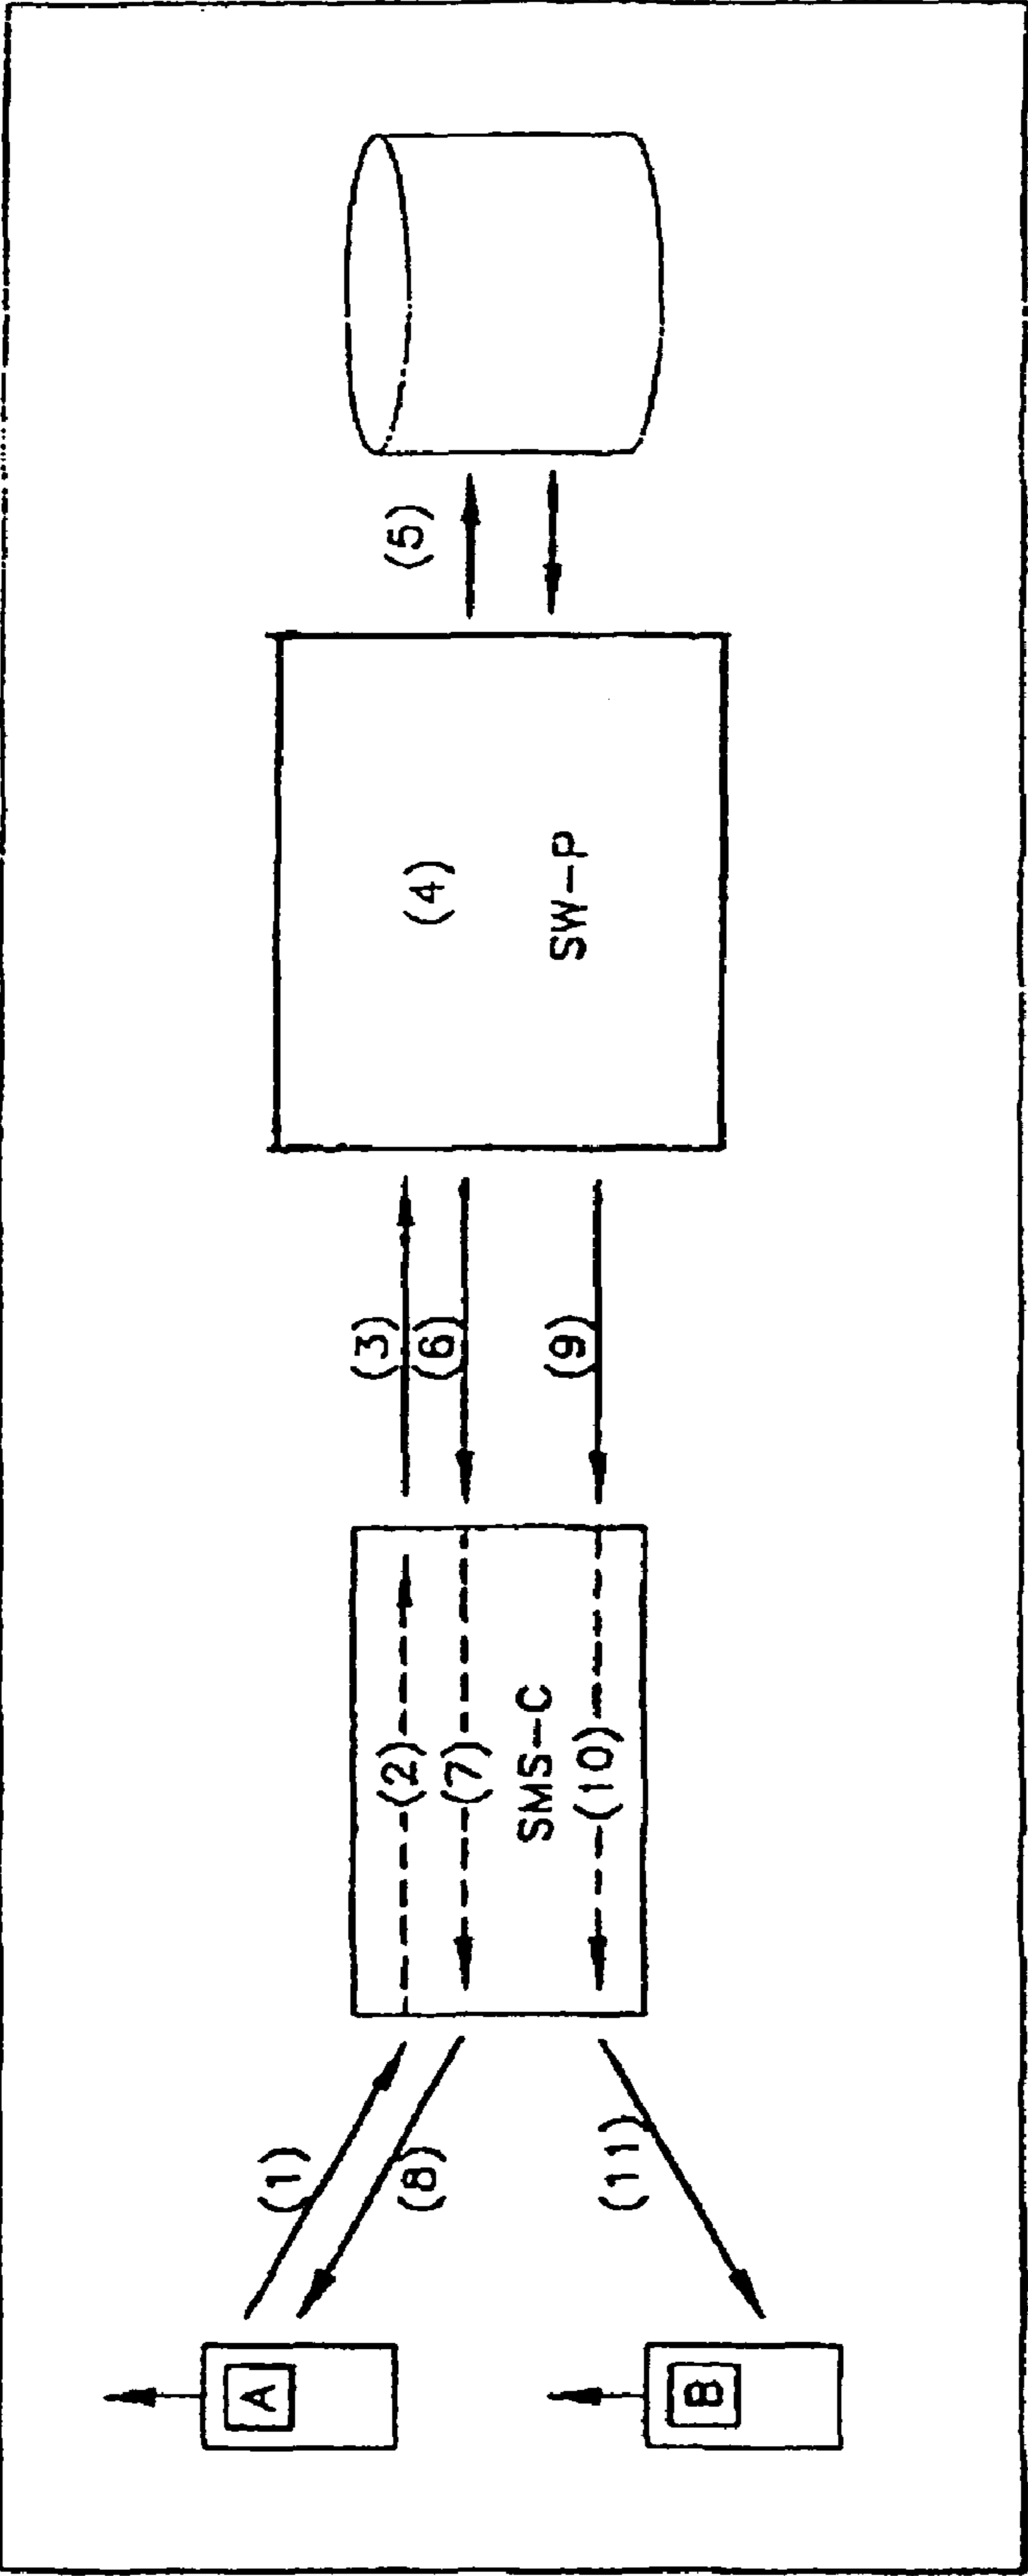 A
B
(1)
(8)
(11)
(2)
(7)
SMS-C
(10)
(3)
(6)
(9)
(4)
SW-P
(5)